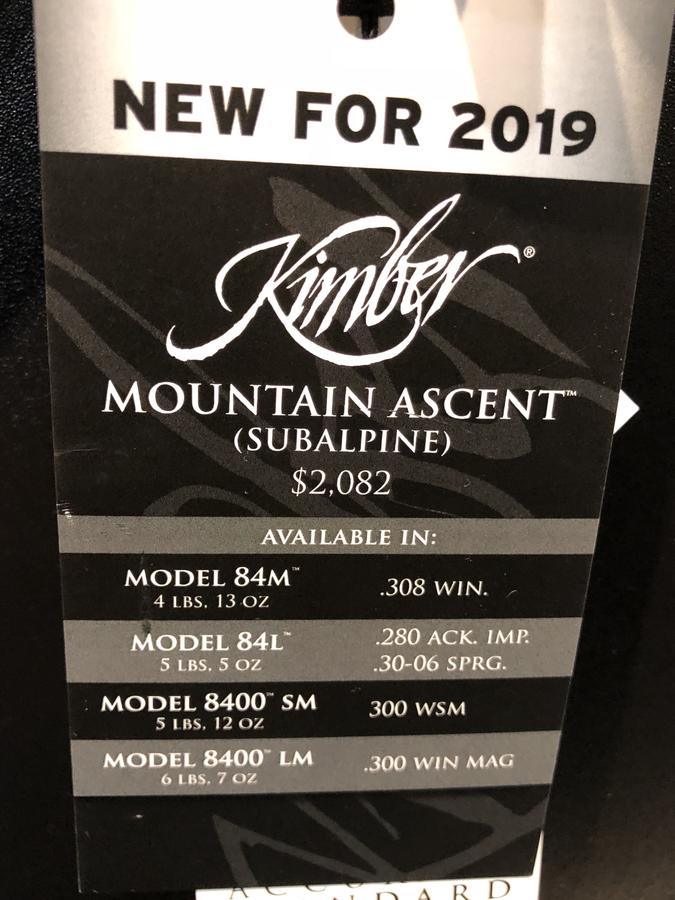 NEW FOR 2019
Kimber®
MOUNTAIN ASCENT™
(SUBALPINE)
$2,082
AVAILABLE IN:
MODEL 84M™ .308 WIN.
4 LBS, 13 OZ
MODEL 84L™ .280 ACK. IMP.
5 LBS, 5 OZ .30-06 SPRG.
MODEL 8400™ SM 300 WSM
5 LBS, 12 OZ
MODEL 8400™ LM .300 WIN MAG
6 LBS, 7 OZ